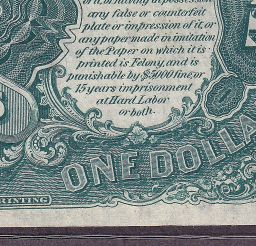 any false or counterfeit
plate or impression of it, or
any paper made in imitation
of the Paper on which it is
printed is Felony, and is
punishable by $5000 fine, or
15 years imprisonment
at Hard Labor
or both.
ONE DOLLA
PRINTING